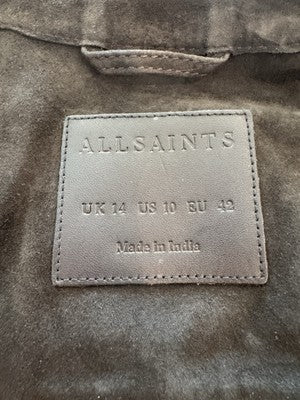 ALLSAINTS
UK 14 US 10 EU 42
Made in India